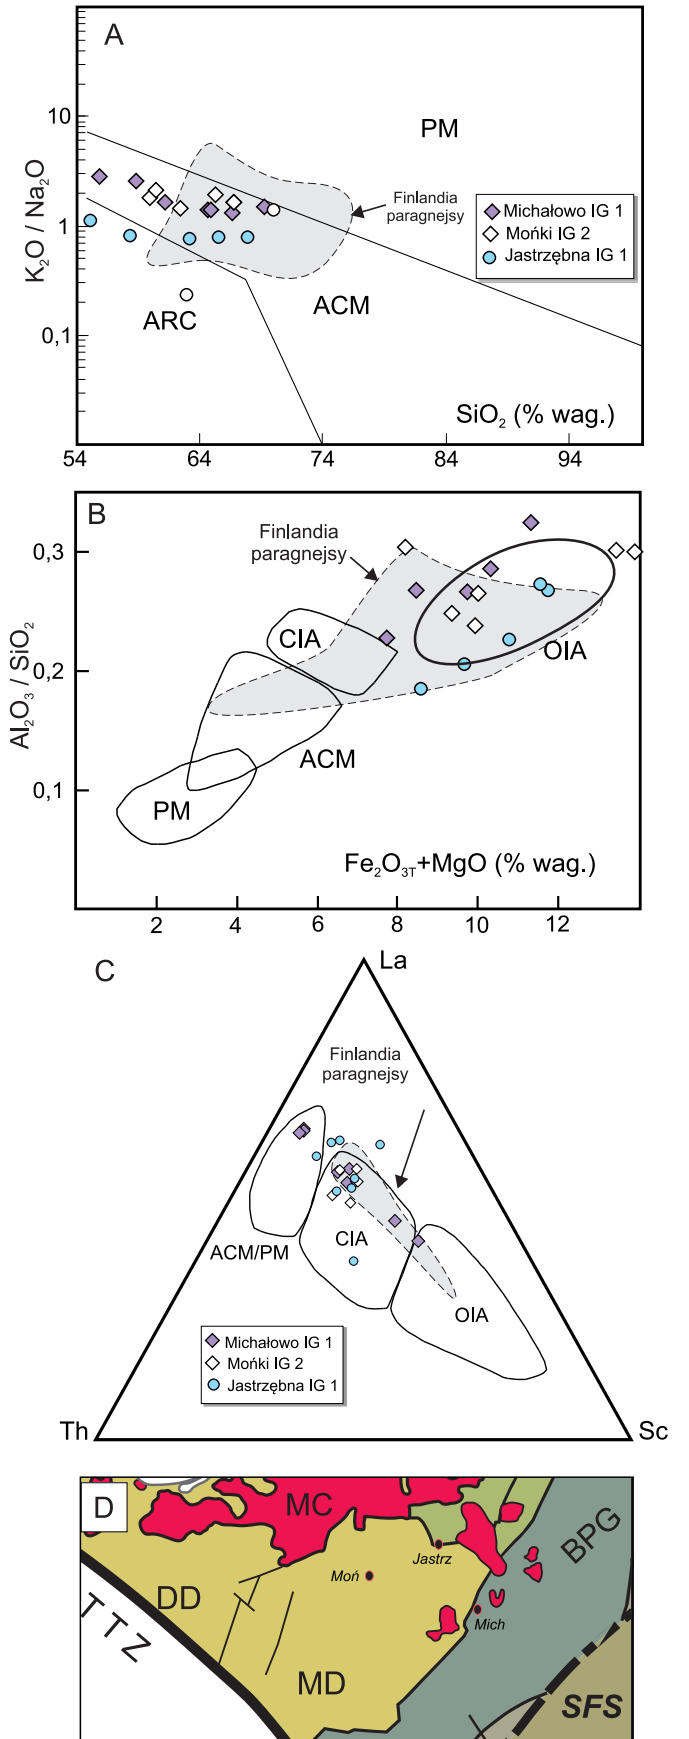 A
PM
10
K₂O / Na₂O
Finlandia
paragnejsy
Michałowo IG 1
Mońki IG 2
Jastrzębna IG 1
1
ARC
ACM
0,1
SiO₂ (% wag.)
54
64
74
84
94
B
Finlandia
paragnejsy
0,3
CIA
OIA
Al₂O₃ / SiO₂
0,2
ACM
0,1
PM
Fe₂O₃T+MgO (% wag.)
2
4
6
8
10
12
C
La
Finlandia
paragnejsy
ACM/PM
CIA
OIA
Michałowo IG 1
Mońki IG 2
Jastrzębna IG 1
Th
Sc
D
MC
BPG
Jastrz
Moń
DD
Mich
TTZ
MD
SFS